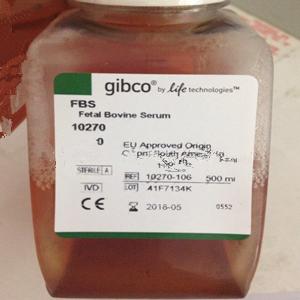 gibco® by life technologies™
FBS
Fetal Bovine Serum
10270
EU Approved Origin
STERILE A
REF 10270-106 500 ml
IVD LOT 41F7134K
CE 2018-05 0552